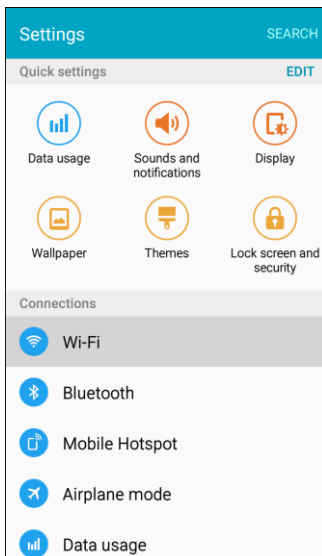 Settings
SEARCH
Quick settings
EDIT
Data usage
Sounds and
notifications
Display
Wallpaper
Themes
Lock screen and
security
Connections
Wi-Fi
Bluetooth
Mobile Hotspot
Airplane mode
Data usage